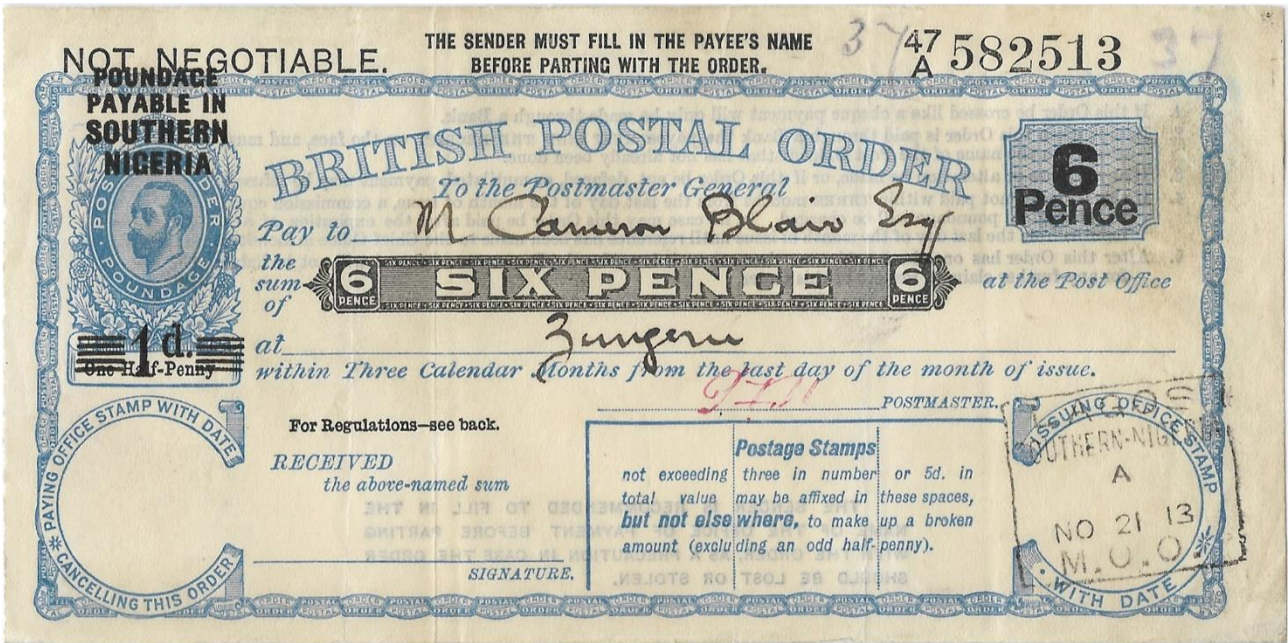 NOT NEGOTIABLE.
THE SENDER MUST FILL IN THE PAYEE'S NAME
BEFORE PARTING WITH THE ORDER.
37
47
A 582513
POUNDAGE
PAYABLE IN
SOUTHERN
NIGERIA
POSTAL ORDER
POUNDAGE
1d.
One Half-Penny
BRITISH POSTAL ORDER
6
Pence
To the Postmaster General
Pay to M Cameron Blair Esq
the sum of
6 PENCE SIX PENCE 6 PENCE
at the Post Office
at Zungeru
within Three Calendar Months from the last day of the month of issue.
POSTMASTER.
PAYING OFFICE STAMP WITH DATE
CANCELLING THIS ORDER
For Regulations—see back.
RECEIVED
the above-named sum
SIGNATURE.
Postage Stamps
not exceeding three in number or 5d. in
total value may be affixed in these spaces,
but not elsewhere, to make up a broken
amount (excluding an odd half-penny).
ISSUING OFFICE STAMP
WITH DATE
A
NO 21 13
M.O.O.